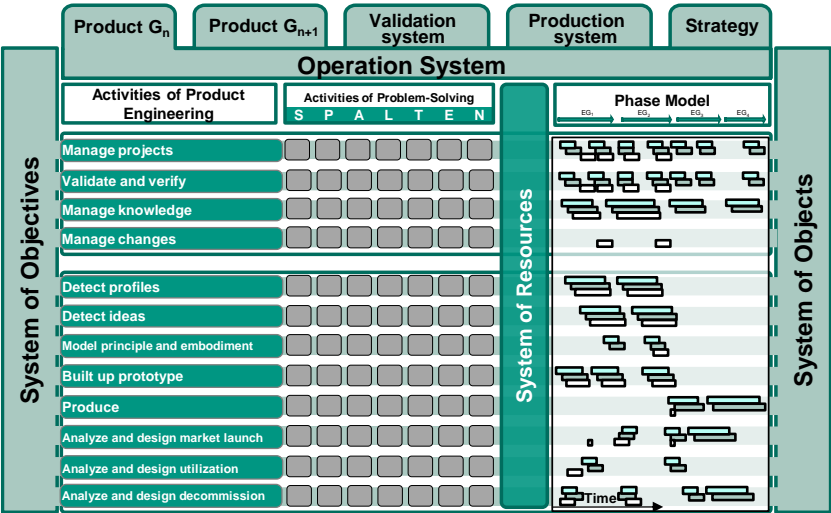 Product Gn
Product Gn+1
Validation
system
Production
system
Strategy
Operation System
System of Objectives
Activities of Product
Engineering
Activities of Problem-Solving
S P A L T E N
System of Resources
Phase Model
EG1 EG2 EG3 EG4
System of Objects
Manage projects
Validate and verify
Manage knowledge
Manage changes
Detect profiles
Detect ideas
Model principle and embodiment
Built up prototype
Produce
Analyze and design market launch
Analyze and design utilization
Analyze and design decommission
Time